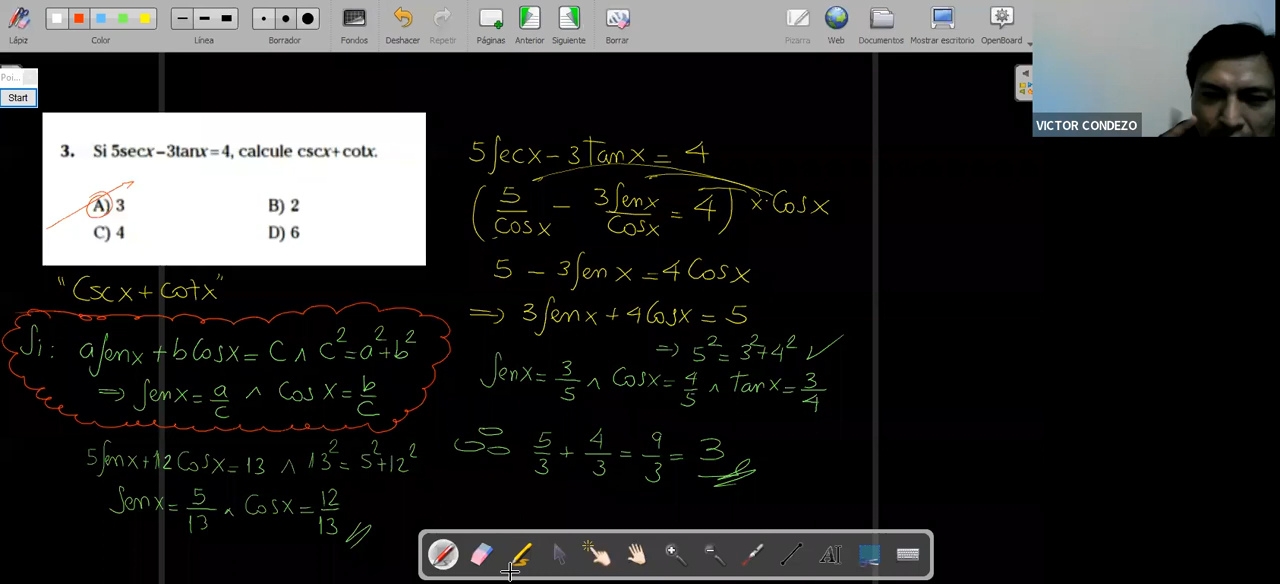 Lápiz
Color
Línea
Borrador
Fondos
Deshacer
Repetir
Páginas
Anterior
Siguiente
Borrar
Pizarra
Web
Documentos
Mostrar escritorio
OpenBoard
Poi...
Start
VICTOR CONDEZO
3. Si 5secx−3tanx=4, calcule cscx+cotx.
A) 3 B) 2
C) 4 D) 6
"Cscx+cotx"
Si: aSenx+bCosx=C ∧ C²=a²+b²
⇒ Senx=a/C ∧ Cosx=b/C
5Senx+12Cosx=13 ∧ 13²=5²+12²
Senx=5/13 ∧ Cosx=12/13
5Secx−3Tanx=4
(5/Cosx − 3Senx/Cosx = 4) x·Cosx
5 − 3Senx=4Cosx
⇒ 3Senx+4Cosx=5
⇒ 5²=3²+4² ✓
Senx=3/5 ∧ Cosx=4/5 ∧ Tanx=3/4
5/3 + 4/3 = 9/3 = 3
AI